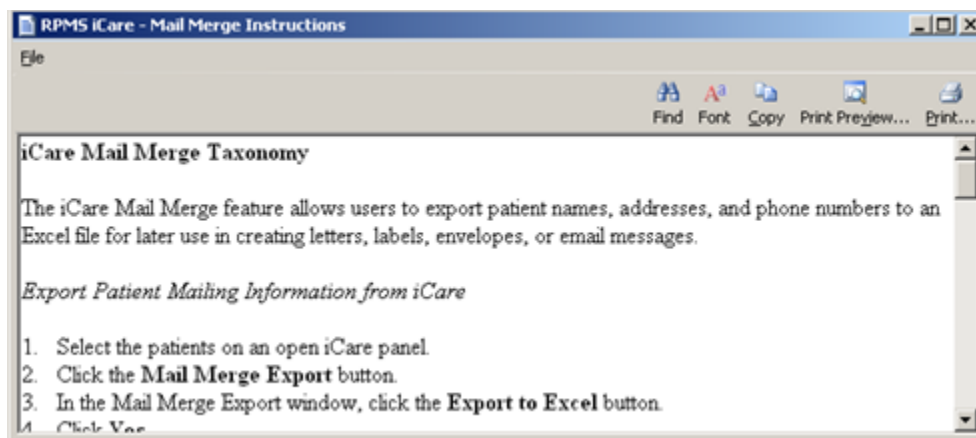 RPMS iCare - Mail Merge Instructions
File
Find Font Copy Print Preview... Print...
iCare Mail Merge Taxonomy
The iCare Mail Merge feature allows users to export patient names, addresses, and phone numbers to an
Excel file for later use in creating letters, labels, envelopes, or email messages.
Export Patient Mailing Information from iCare
1. Select the patients on an open iCare panel.
2. Click the Mail Merge Export button.
3. In the Mail Merge Export window, click the Export to Excel button.
4. Click Yes